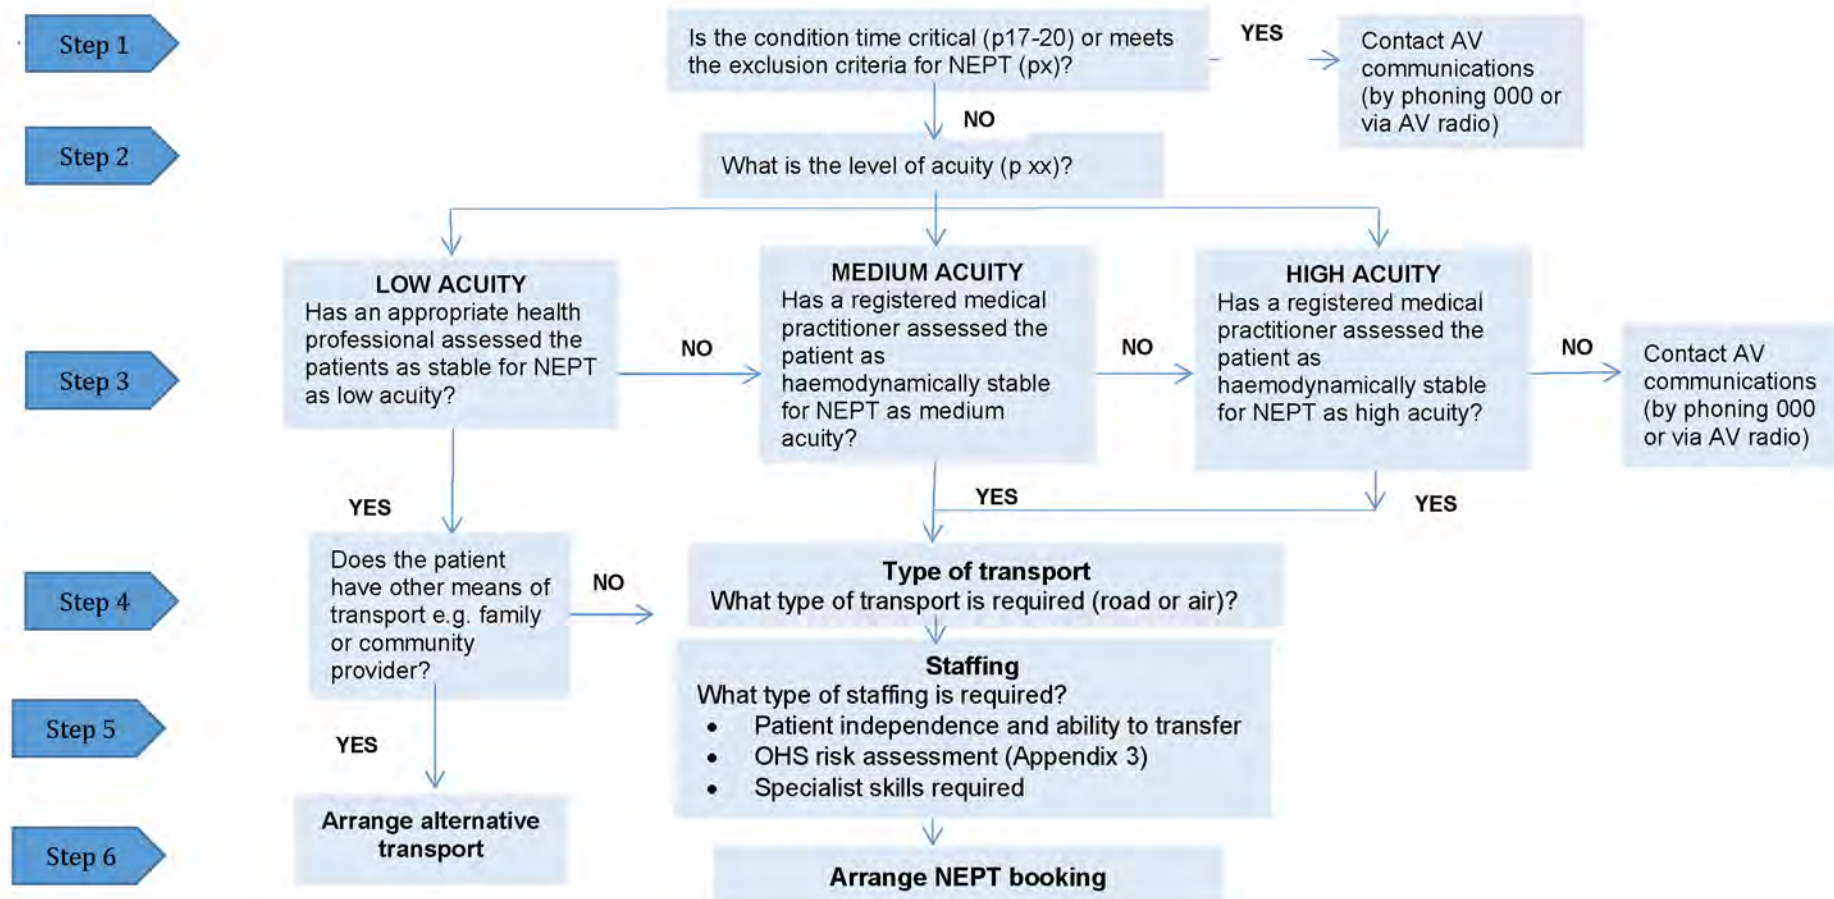 Step 1
Is the condition time critical (p17-20) or meets
the exclusion criteria for NEPT (px)?
YES
Contact AV
communications
(by phoning 000 or
via AV radio)
NO
Step 2
What is the level of acuity (p xx)?
Step 3
LOW ACUITY
Has an appropriate health
professional assessed the
patients as stable for NEPT
as low acuity?
NO
MEDIUM ACUITY
Has a registered medical
practitioner assessed the
patient as
haemodynamically stable
for NEPT as medium
acuity?
NO
HIGH ACUITY
Has a registered medical
practitioner assessed the
patient as
haemodynamically stable
for NEPT as high acuity?
NO
Contact AV
communications
(by phoning 000
or via AV radio)
YES
YES
YES
Step 4
Does the patient
have other means of
transport e.g. family
or community
provider?
NO
Type of transport
What type of transport is required (road or air)?
Step 5
Staffing
What type of staffing is required?
• Patient independence and ability to transfer
• OHS risk assessment (Appendix 3)
• Specialist skills required
YES
Step 6
Arrange alternative
transport
Arrange NEPT booking